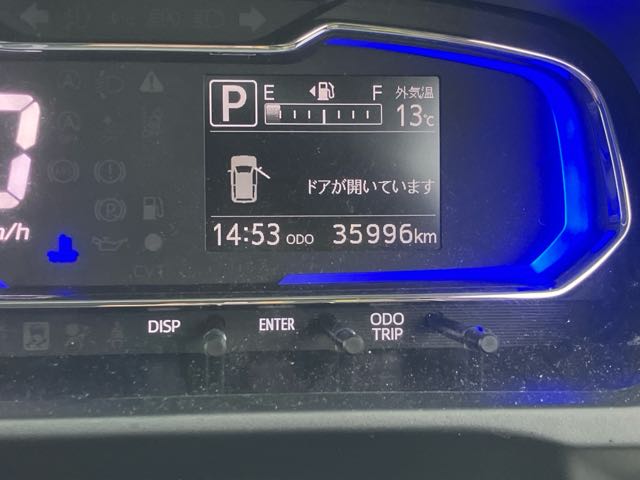 E F 外気温
P 13℃
ドアが開いています
14:53 ODO 35996km
m/h
DISP ENTER ODO TRIP